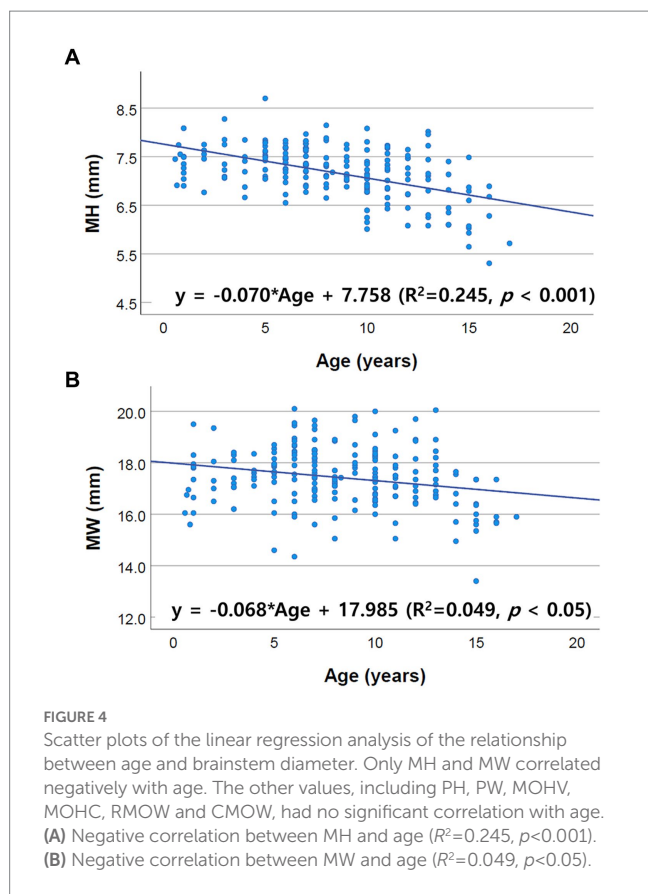 A
8.5
7.5
6.5
5.5
4.5
MH (mm)
y = -0.070*Age + 7.758 (R²=0.245, p < 0.001)
0 5 10 15 20
Age (years)
B
20.0
18.0
16.0
14.0
12.0
MW (mm)
y = -0.068*Age + 17.985 (R²=0.049, p < 0.05)
0 5 10 15 20
Age (years)
FIGURE 4
Scatter plots of the linear regression analysis of the relationship
between age and brainstem diameter. Only MH and MW correlated
negatively with age. The other values, including PH, PW, MOHV,
MOHC, RMOW and CMOW, had no significant correlation with age.
(A) Negative correlation between MH and age (R²=0.245, p<0.001).
(B) Negative correlation between MW and age (R²=0.049, p<0.05).